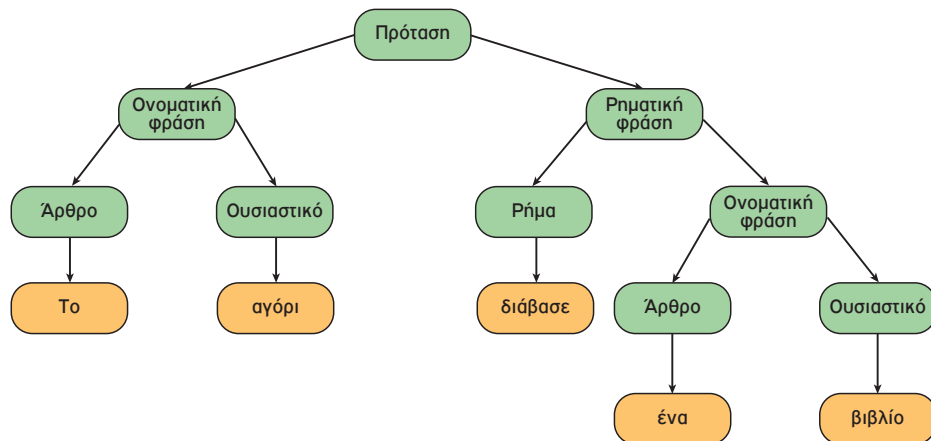 Πρόταση
Ονοματική
φράση
Ρηματική
φράση
Άρθρο
Ουσιαστικό
Ρήμα
Ονοματική
φράση
Το
αγόρι
διάβασε
Άρθρο
Ουσιαστικό
ένα
βιβλίο